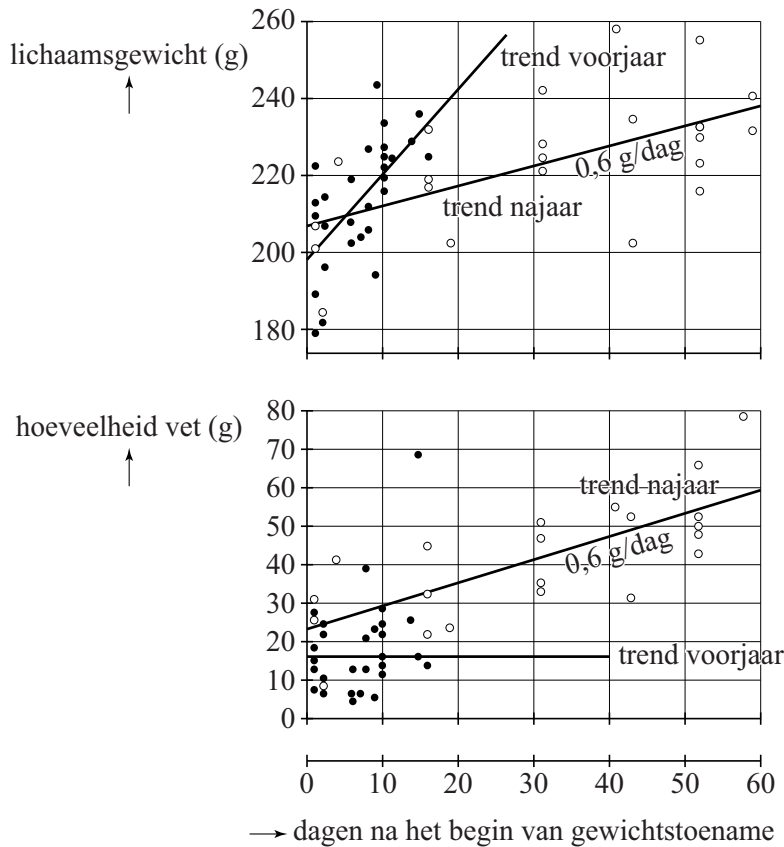 260
lichaamsgewicht (g)
trend voorjaar
240
0,6 g/dag
220
trend najaar
200
180
80
hoeveelheid vet (g)
70
60
trend najaar
50
0,6 g/dag
40
30
20
trend voorjaar
10
0
0 10 20 30 40 50 60
dagen na het begin van gewichtstoename